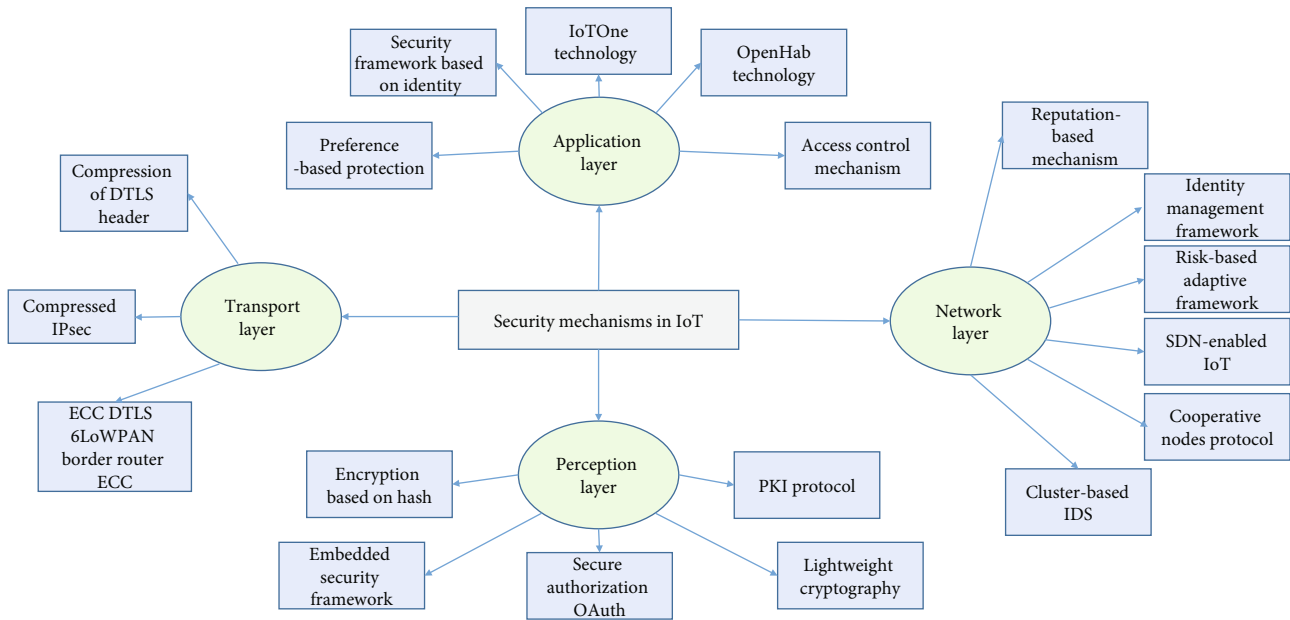 IoTOne
technology
Security
framework based
on identity
OpenHab
technology
Preference
-based protection
Application
layer
Access control
mechanism
Reputation-
based
mechanism
Compression
of DTLS
header
Identity
management
framework
Risk-based
adaptive
framework
Compressed
IPsec
Transport
layer
Security mechanisms in IoT
Network
layer
SDN-enabled
IoT
Cooperative
nodes protocol
ECC DTLS
6LoWPAN
border router
ECC
Encryption
based on hash
Perception
layer
PKI protocol
Cluster-based
IDS
Embedded
security
framework
Secure
authorization
OAuth
Lightweight
cryptography